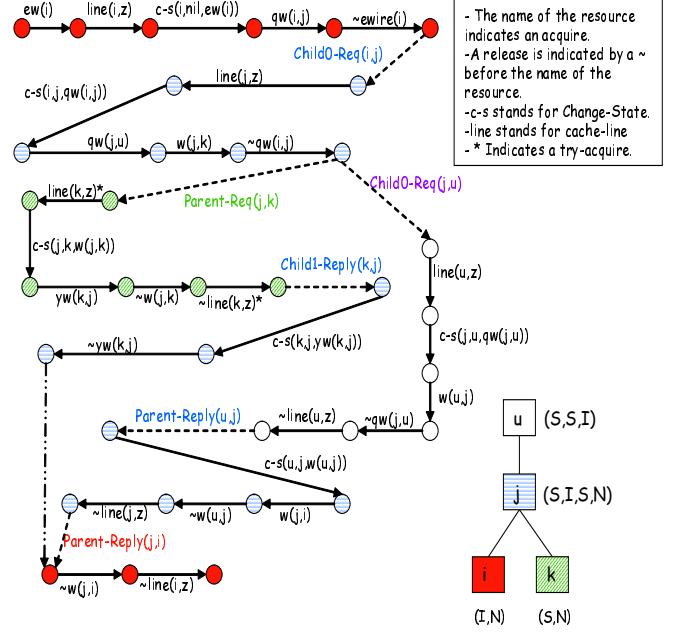 ew(i) line(i,z) c-s(i,nil,ew(i)) qw(i,j) ~ewire(i)
- The name of the resource
indicates an acquire.
-A release is indicated by a ~
before the name of the
resource.
-c-s stands for Change-State.
-line stands for cache-line
- * Indicates a try-acquire.
Child0-Req(i,j)
line(j,z)
c-s(i,j,qw(i,j))
qw(j,u) w(j,k) ~qw(i,j)
Child0-Req(j,u)
line(k,z)*
Parent-Req(j,k)
c-s(j,k,w(j,k))
Child1-Reply(k,j)
line(u,z)
yw(k,j) ~w(j,k) ~line(k,z)*
c-s(j,u,qw(j,u))
c-s(k,j,yw(k,j))
~yw(k,j)
w(u,j)
Parent-Reply(u,j) ~line(u,z) ~qw(j,u)
c-s(u,j,w(u,j))
u (S,S,I)
j (S,I,S,N)
~line(j,z) ~w(u,j) w(j,i)
Parent-Reply(j,i)
i k
~w(j,i) ~line(i,z)
(I,N) (S,N)